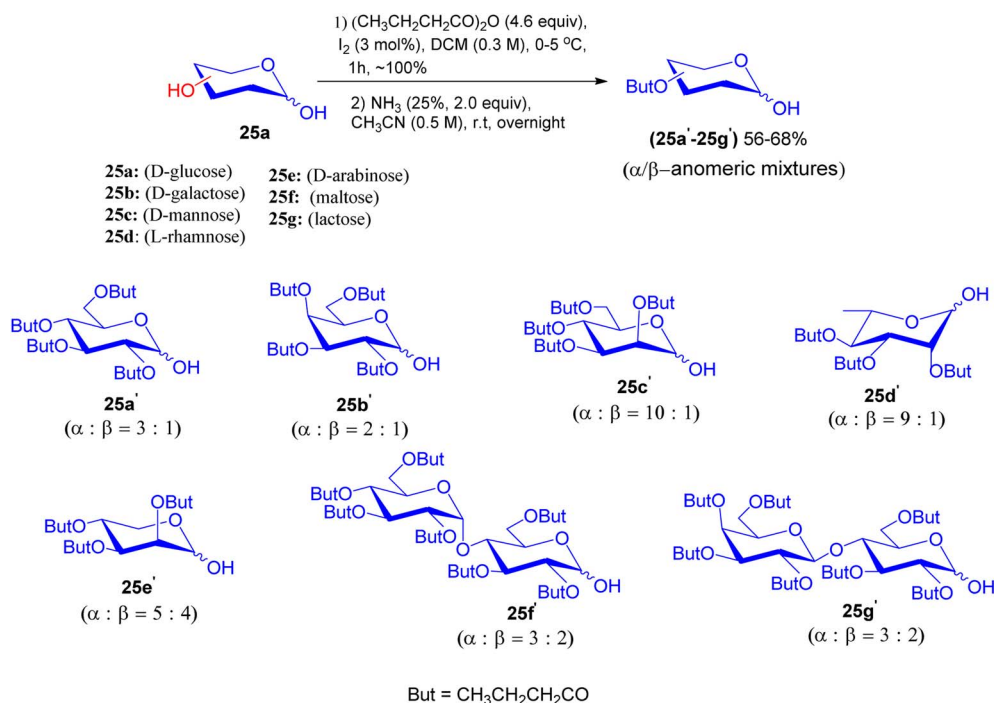 1) (CH₃CH₂CH₂CO)₂O (4.6 equiv),
I₂ (3 mol%), DCM (0.3 M), 0-5 ºC,
1h, ~100%
2) NH₃ (25%, 2.0 equiv),
CH₃CN (0.5 M), r.t, overnight
HO
O
OH
25a
ButO
O
OH
(25a'-25g') 56-68%
(α/β–anomeric mixtures)
25a: (D-glucose)
25b: (D-galactose)
25c: (D-mannose)
25d: (L-rhamnose)
25e: (D-arabinose)
25f: (maltose)
25g: (lactose)
OBut
ButO
O
ButO
ButO
OH
25a'
(α : β = 3 : 1)
ButO
OBut
O
ButO
ButO
OH
25b'
(α : β = 2 : 1)
ButO
OBut
ButO
O
ButO
OH
25c'
(α : β = 10 : 1)
OH
O
ButO
ButO
OBut
25d'
(α : β = 9 : 1)
OBut
ButO
O
ButO
OH
25e'
(α : β = 5 : 4)
OBut
ButO
O
ButO
ButO
O
OBut
O
ButO
ButO
OH
25f'
(α : β = 3 : 2)
ButO
OBut
O
ButO
ButO
O
OBut
O
ButO
ButO
OH
25g'
(α : β = 3 : 2)
But = CH₃CH₂CH₂CO